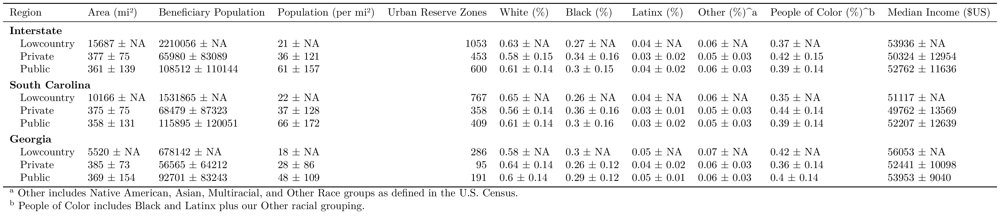 Region Area (mi²) Beneficiary Population Population (per mi²) Urban Reserve Zones White (%) Black (%) Latinx (%) Other (%)^a People of Color (%)^b Median Income ($US)
Interstate
Lowcountry 15687 ± NA 2210056 ± NA 21 ± NA 1053 0.63 ± NA 0.27 ± NA 0.04 ± NA 0.06 ± NA 0.37 ± NA 53936 ± NA
Private 377 ± 75 65980 ± 83089 36 ± 121 453 0.58 ± 0.15 0.34 ± 0.16 0.03 ± 0.02 0.05 ± 0.03 0.42 ± 0.15 50324 ± 12954
Public 361 ± 139 108512 ± 110144 61 ± 157 600 0.61 ± 0.14 0.3 ± 0.15 0.04 ± 0.02 0.06 ± 0.03 0.39 ± 0.14 52762 ± 11636
South Carolina
Lowcountry 10166 ± NA 1531865 ± NA 22 ± NA 767 0.65 ± NA 0.26 ± NA 0.04 ± NA 0.06 ± NA 0.35 ± NA 51117 ± NA
Private 375 ± 75 68479 ± 87323 37 ± 128 358 0.56 ± 0.14 0.36 ± 0.16 0.03 ± 0.01 0.05 ± 0.03 0.44 ± 0.14 49762 ± 13569
Public 358 ± 131 115895 ± 120051 66 ± 172 409 0.61 ± 0.14 0.3 ± 0.16 0.03 ± 0.02 0.05 ± 0.03 0.39 ± 0.14 52207 ± 12639
Georgia
Lowcountry 5520 ± NA 678142 ± NA 18 ± NA 286 0.58 ± NA 0.3 ± NA 0.05 ± NA 0.07 ± NA 0.42 ± NA 56053 ± NA
Private 385 ± 73 56565 ± 64212 28 ± 86 95 0.64 ± 0.14 0.26 ± 0.12 0.04 ± 0.02 0.06 ± 0.03 0.36 ± 0.14 52441 ± 10098
Public 369 ± 154 92701 ± 83243 48 ± 109 191 0.6 ± 0.14 0.29 ± 0.12 0.05 ± 0.01 0.06 ± 0.03 0.4 ± 0.14 53953 ± 9040
a Other includes Native American, Asian, Multiracial, and Other Race groups as defined in the U.S. Census.
b People of Color includes Black and Latinx plus our Other racial grouping.